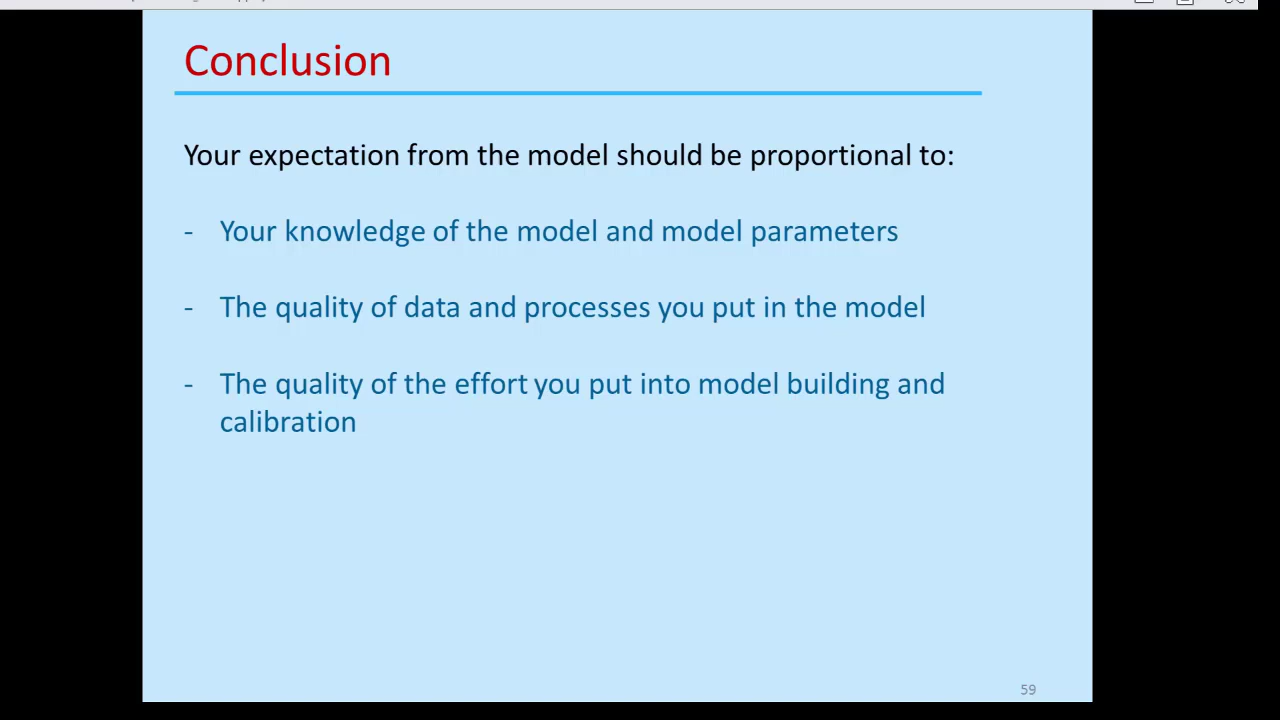 Conclusion
Your expectation from the model should be proportional to:
- Your knowledge of the model and model parameters
- The quality of data and processes you put in the model
- The quality of the effort you put into model building and
calibration
59